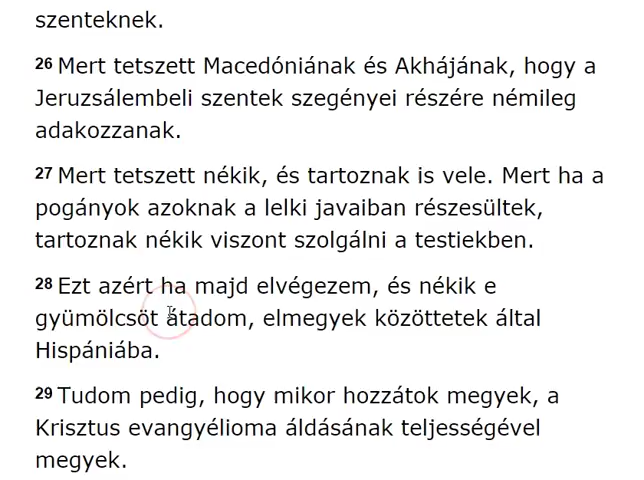 szenteknek.
26 Mert tetszett Macedóniának és Akhájának, hogy a
Jeruzsálembeli szentek szegényei részére némileg
adakozzanak.
27 Mert tetszett nékik, és tartoznak is vele. Mert ha a
pogányok azoknak a lelki javaiban részesültek,
tartoznak nékik viszont szolgálni a testiekben.
28 Ezt azért ha majd elvégezem, és nékik e
gyümölcsöt átadom, elmegyek közöttetek által
Hispániába.
29 Tudom pedig, hogy mikor hozzátok megyek, a
Krisztus evangyélioma áldásának teljességével
megyek.